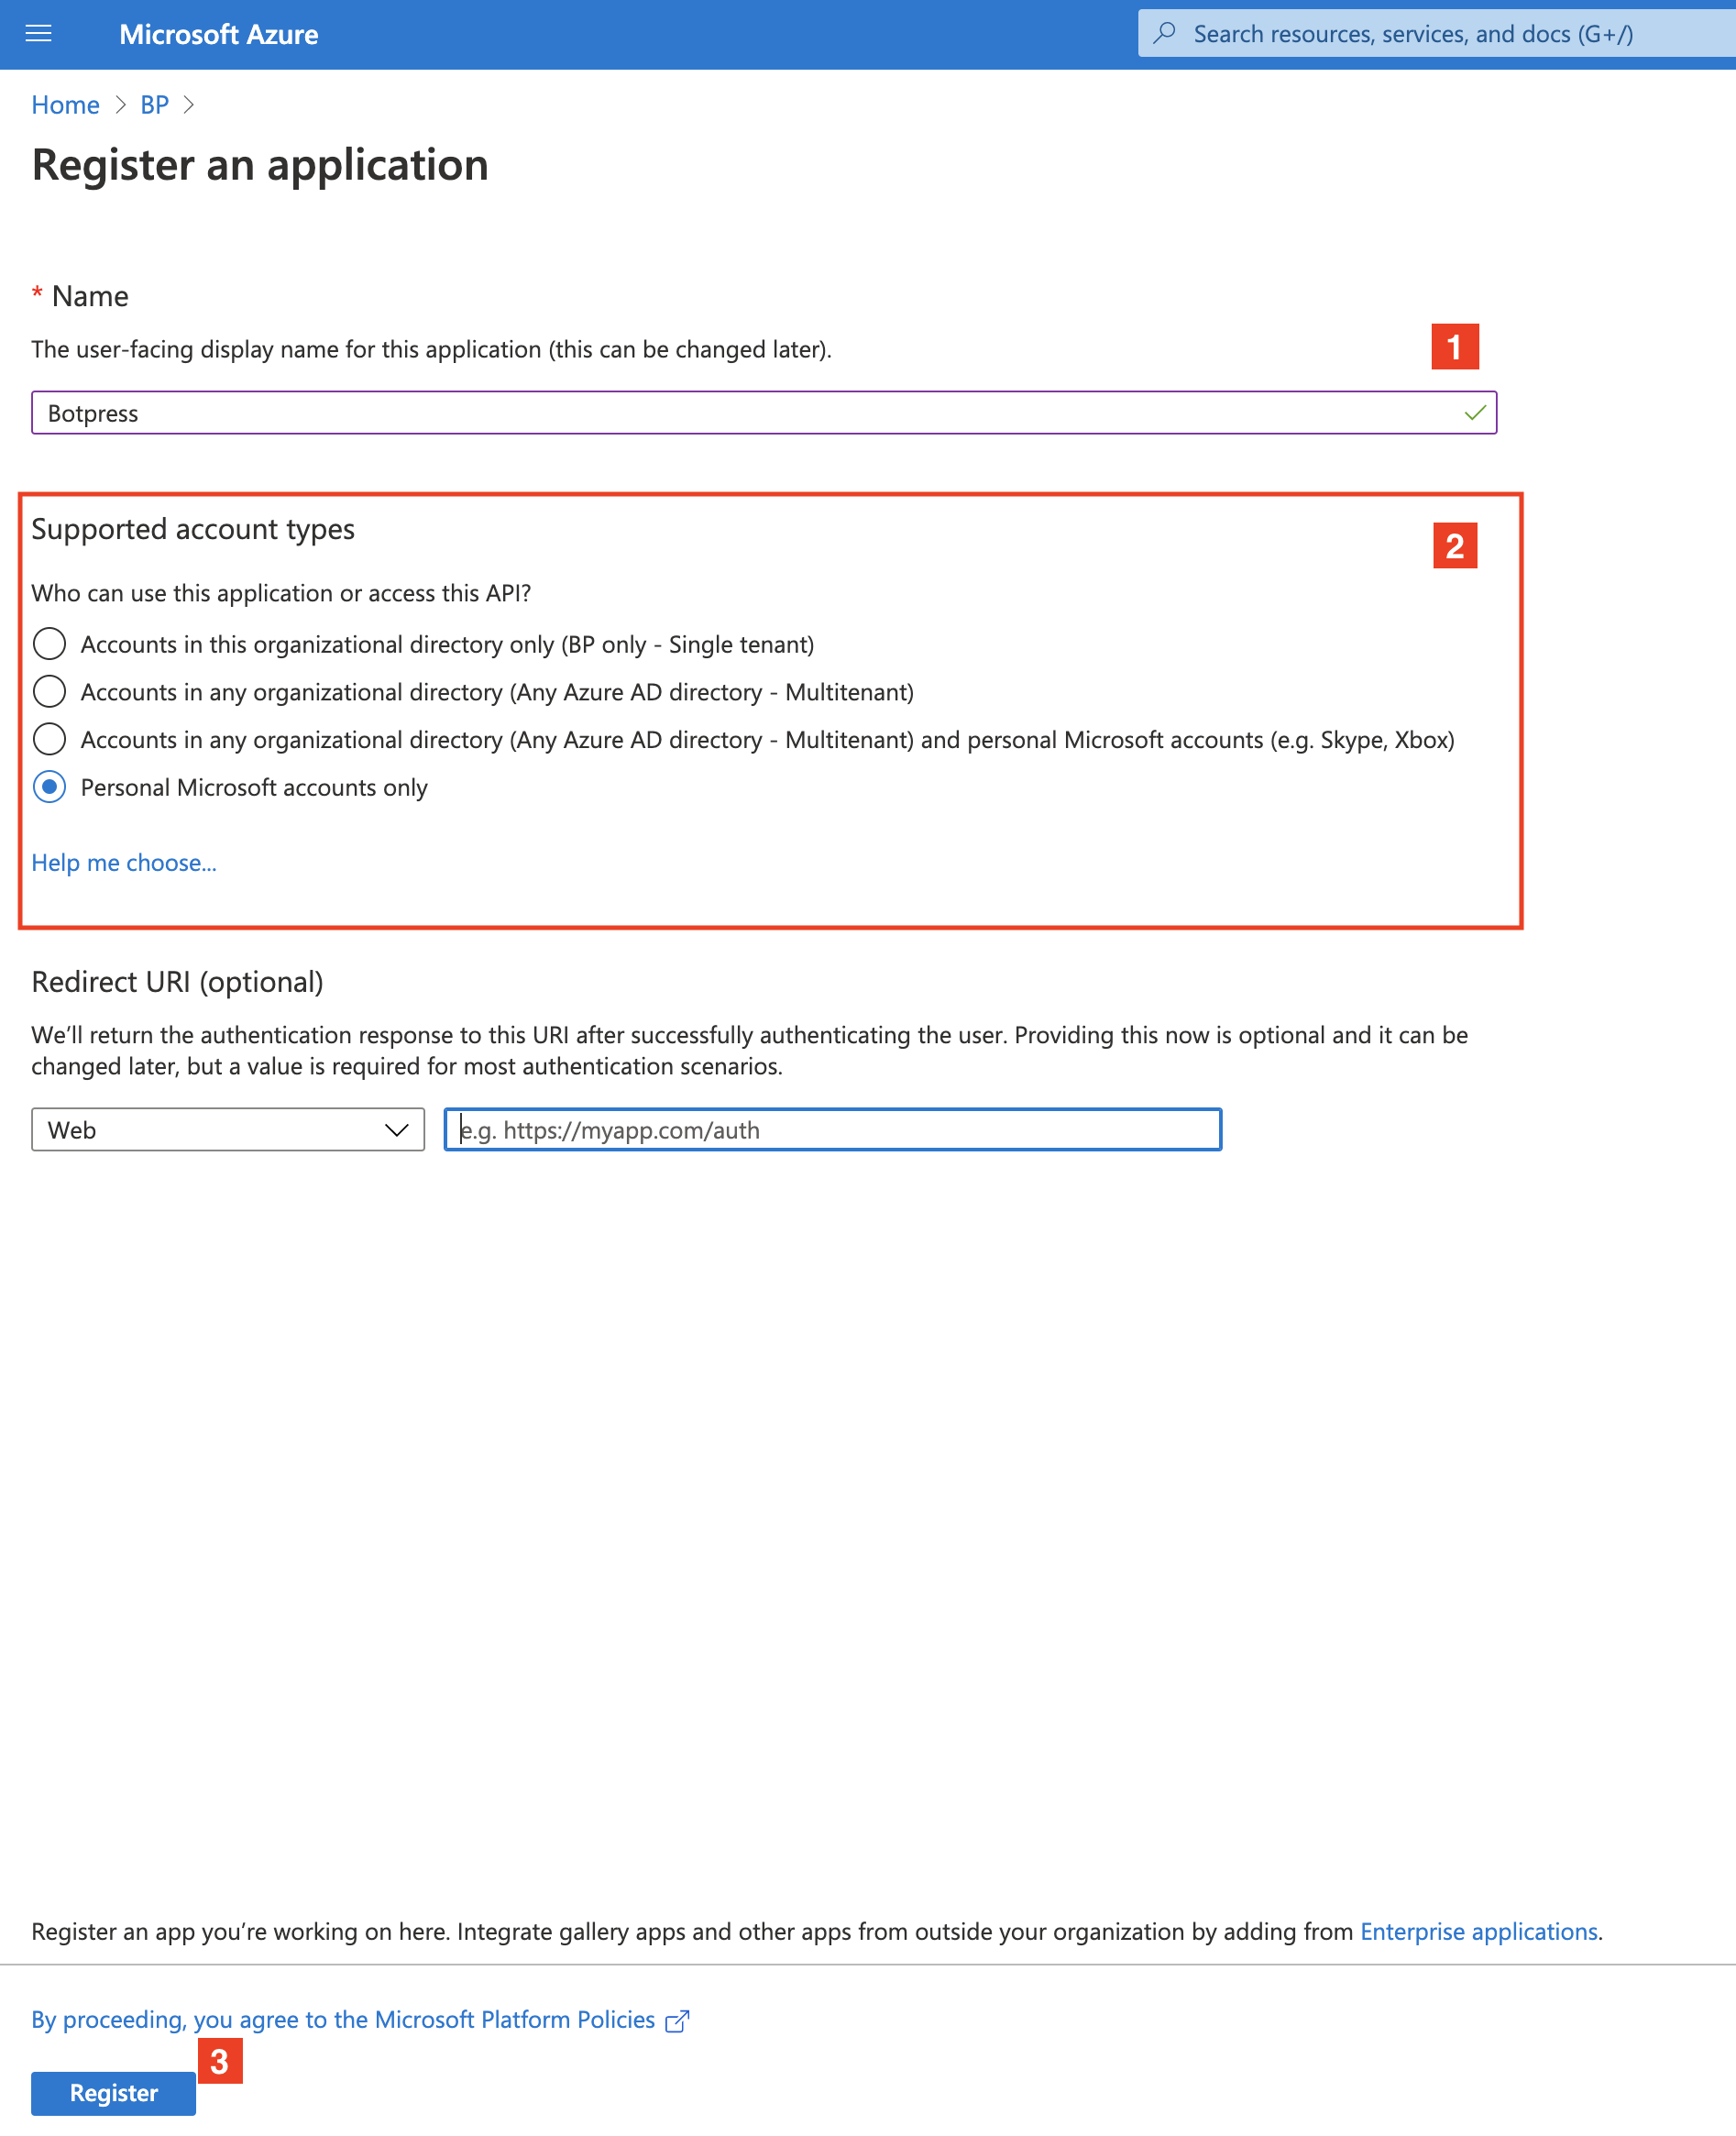 Microsoft Azure
Search resources, services, and docs (G+/)
Home > BP >
Register an application
* Name
The user-facing display name for this application (this can be changed later).
1
Botpress
Supported account types
2
Who can use this application or access this API?
Accounts in this organizational directory only (BP only - Single tenant)
Accounts in any organizational directory (Any Azure AD directory - Multitenant)
Accounts in any organizational directory (Any Azure AD directory - Multitenant) and personal Microsoft accounts (e.g. Skype, Xbox)
Personal Microsoft accounts only
Help me choose...
Redirect URI (optional)
We’ll return the authentication response to this URI after successfully authenticating the user. Providing this now is optional and it can be
changed later, but a value is required for most authentication scenarios.
Web
e.g. https://myapp.com/auth
Register an app you’re working on here. Integrate gallery apps and other apps from outside your organization by adding from Enterprise applications.
By proceeding, you agree to the Microsoft Platform Policies
3
Register